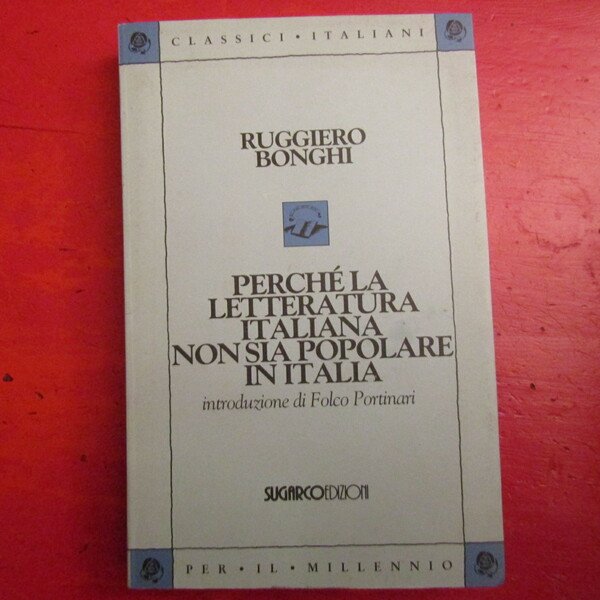 CLASSICI • ITALIANI
RUGGIERO
BONGHI
PERCHÉ LA
LETTERATURA
ITALIANA
NON SIA POPOLARE
IN ITALIA
introduzione di Folco Portinari
SUGARCOEDIZIONI
PER • IL • MILLENNIO